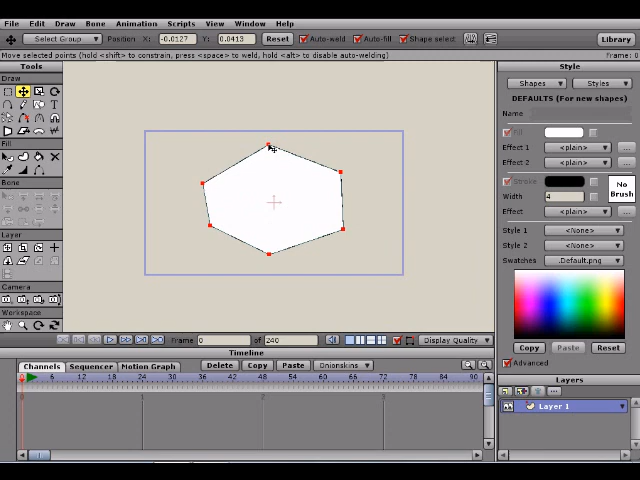 File Edit Draw Bone Animation Scripts View Window Help
Select Group Position X: -0.0127 Y: 0.0413 Reset Auto-weld Auto-fill Shape select Library
Move selected points (hold <shift> to constrain, press <space> to weld, hold <alt> to disable auto-welding) Frame: 0
Tools
Draw
Fill
Bone
Layer
Camera
Workspace
Style
Shapes Styles
DEFAULTS (For new shapes)
Name
Fill
Effect 1 <plain> ...
Effect 2 <plain> ...
Stroke
Width 4
No Brush
Effect <plain> ...
Style 1 <None>
Style 2 <None>
Swatches .Default.png
Copy Paste Reset
Advanced
Frame 0 of 240 Display Quality
Timeline
Channels Sequencer Motion Graph Delete Copy Paste Onionskins
6 12 18 24 30 36 42 48 54 60 66 72 78 84 90
0 1 2 3
Layers
Layer 1